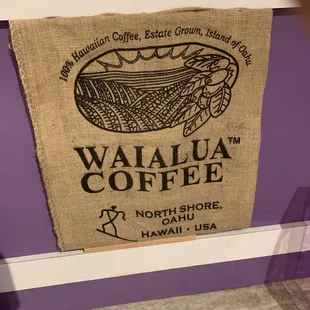 100% Hawaiian Coffee, Estate Grown, Island of Oahu
WAIALUA™
COFFEE
NORTH SHORE,
OAHU
HAWAII • USA